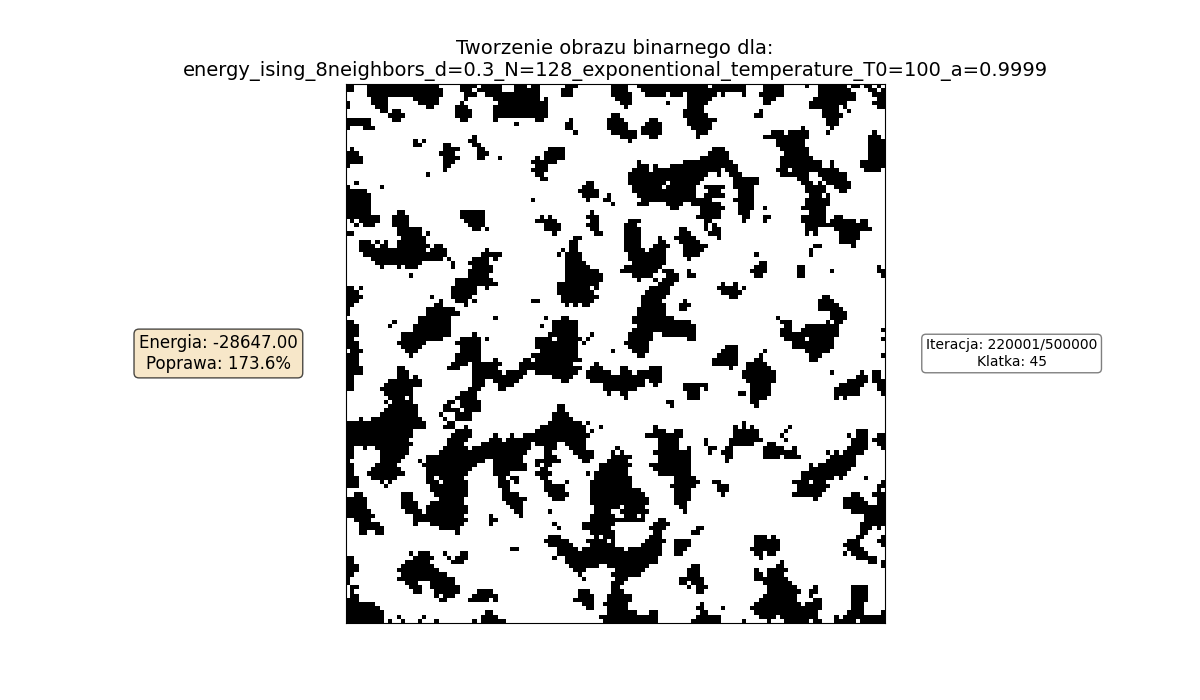 Tworzenie obrazu binarnego dla:
energy_ising_8neighbors_d=0.3_N=128_exponentional_temperature_T0=100_a=0.9999
Energia: -28647.00
Poprawa: 173.6%
Iteracja: 220001/500000
Klatka: 45